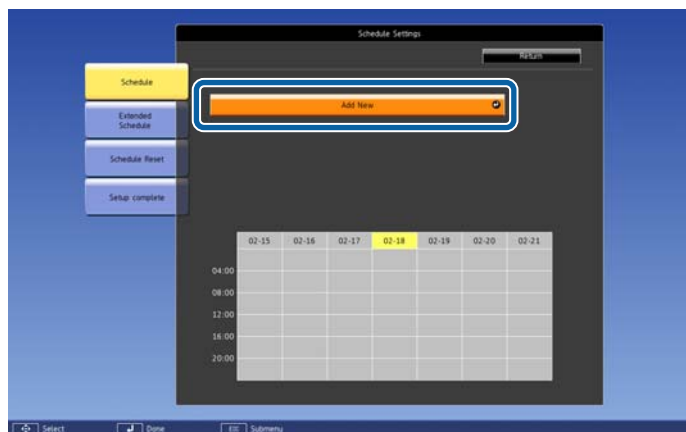 Schedule Settings
Return
Schedule
Add New
Extended
Schedule
Schedule Reset
Setup complete
02-15 02-16 02-17 02-18 02-19 02-20 02-21
04:00
08:00
12:00
16:00
20:00
Select Done ESC Submenu